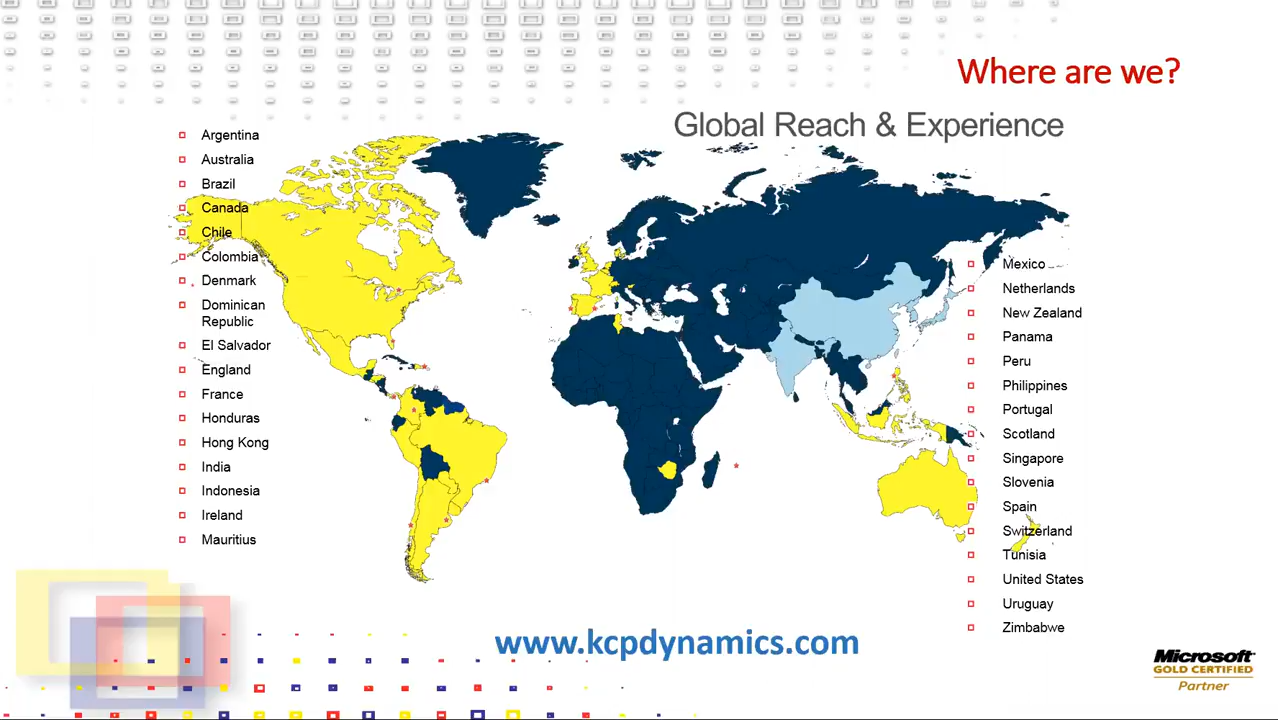 Where are we?
Global Reach & Experience
Argentina
Australia
Brazil
Canada
Chile
Colombia
Denmark
Dominican
Republic
El Salvador
England
France
Honduras
Hong Kong
India
Indonesia
Ireland
Mauritius
Mexico
Netherlands
New Zealand
Panama
Peru
Philippines
Portugal
Scotland
Singapore
Slovenia
Spain
Switzerland
Tunisia
United States
Uruguay
Zimbabwe
www.kcpdynamics.com
Microsoft
GOLD CERTIFIED
Partner